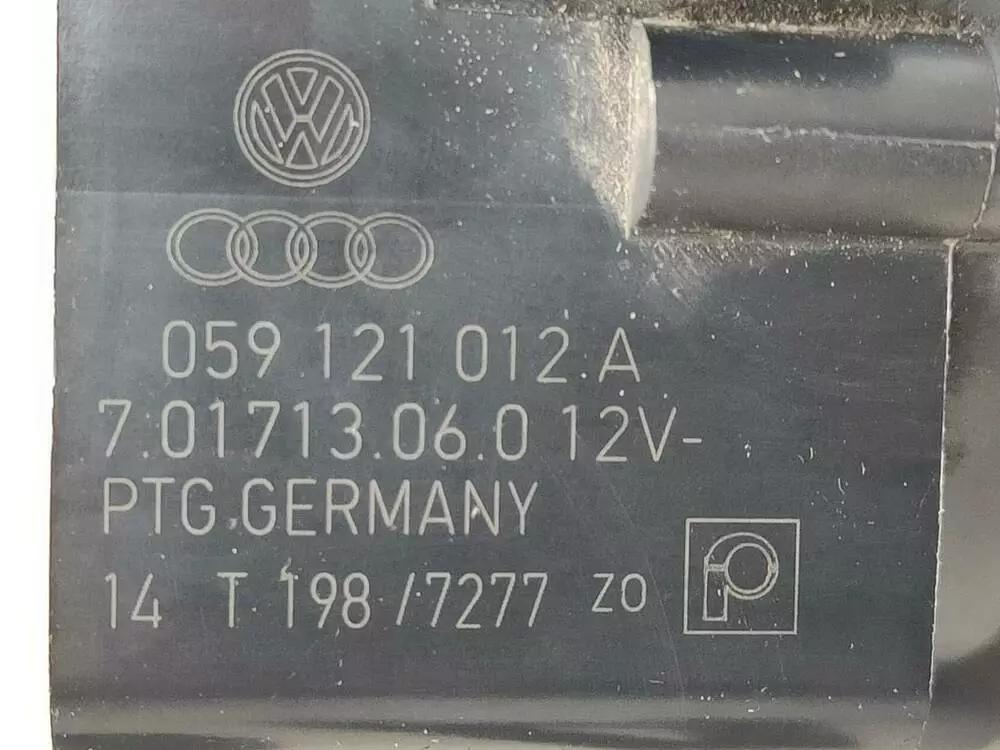 059 121 012 A
7.01713.06.0 12V-
PTG.GERMANY
14 T 198 /7277 ZO